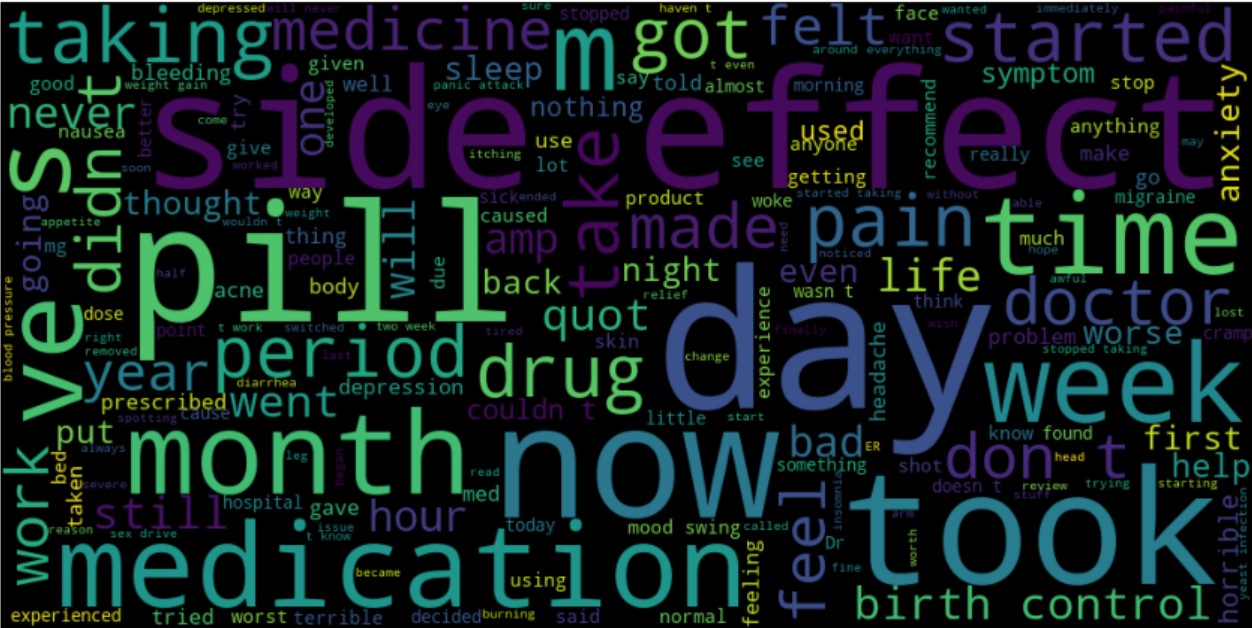 depressed will never sure stopped haven t wanted immediately painful
taking medicine m got felt face want started
around everything
good bleeding weight gain given well sleep panic attack say told t even almost morning symptom stop
never nausea better try come developed one eye nothing use used anyone recommend anything may anxiety
side effect
soon give worked itching lot see getting really make go
s didn t take
going appetite mg thought wouldn t way weight thing people sick ended caused amp product made woke need started taking without able migraine
pill will due back night relief even wasn t pain noticed life much hope awful time
half acne body quot think doctor lost
blood pressure dose right removed point t work switched two week tired skin day change experience finally headache wish problem worse cramp
ve year period last drug stopped taking week
prescribed diarrhea depression couldn t little start
spotting cause went
put always month leg began now bad ER know found first
work bed taken severe read med something shot don t head help
still hospital gave hour today feel insomnia doesn t review trying starting stuff took
reason sex drive issue t know mood swing called Dr arm horrible yeast infection
medication became using feeling fine worth
experienced tried worst terrible decided burning said normal birth control